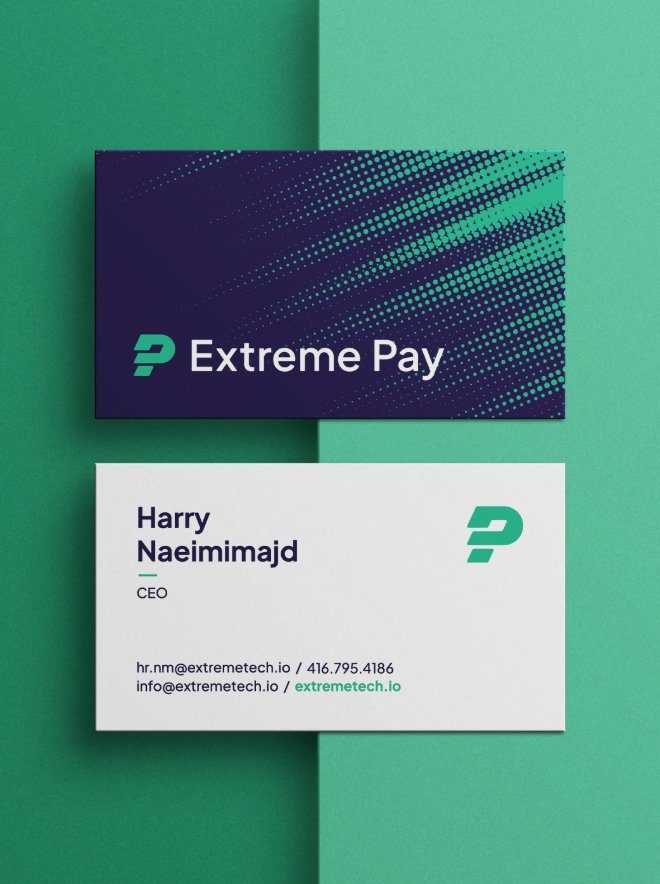 Extreme Pay
Harry
Naeimimajd
CEO
hr.nm@extremetech.io / 416.795.4186
info@extremetech.io / extremetech.io